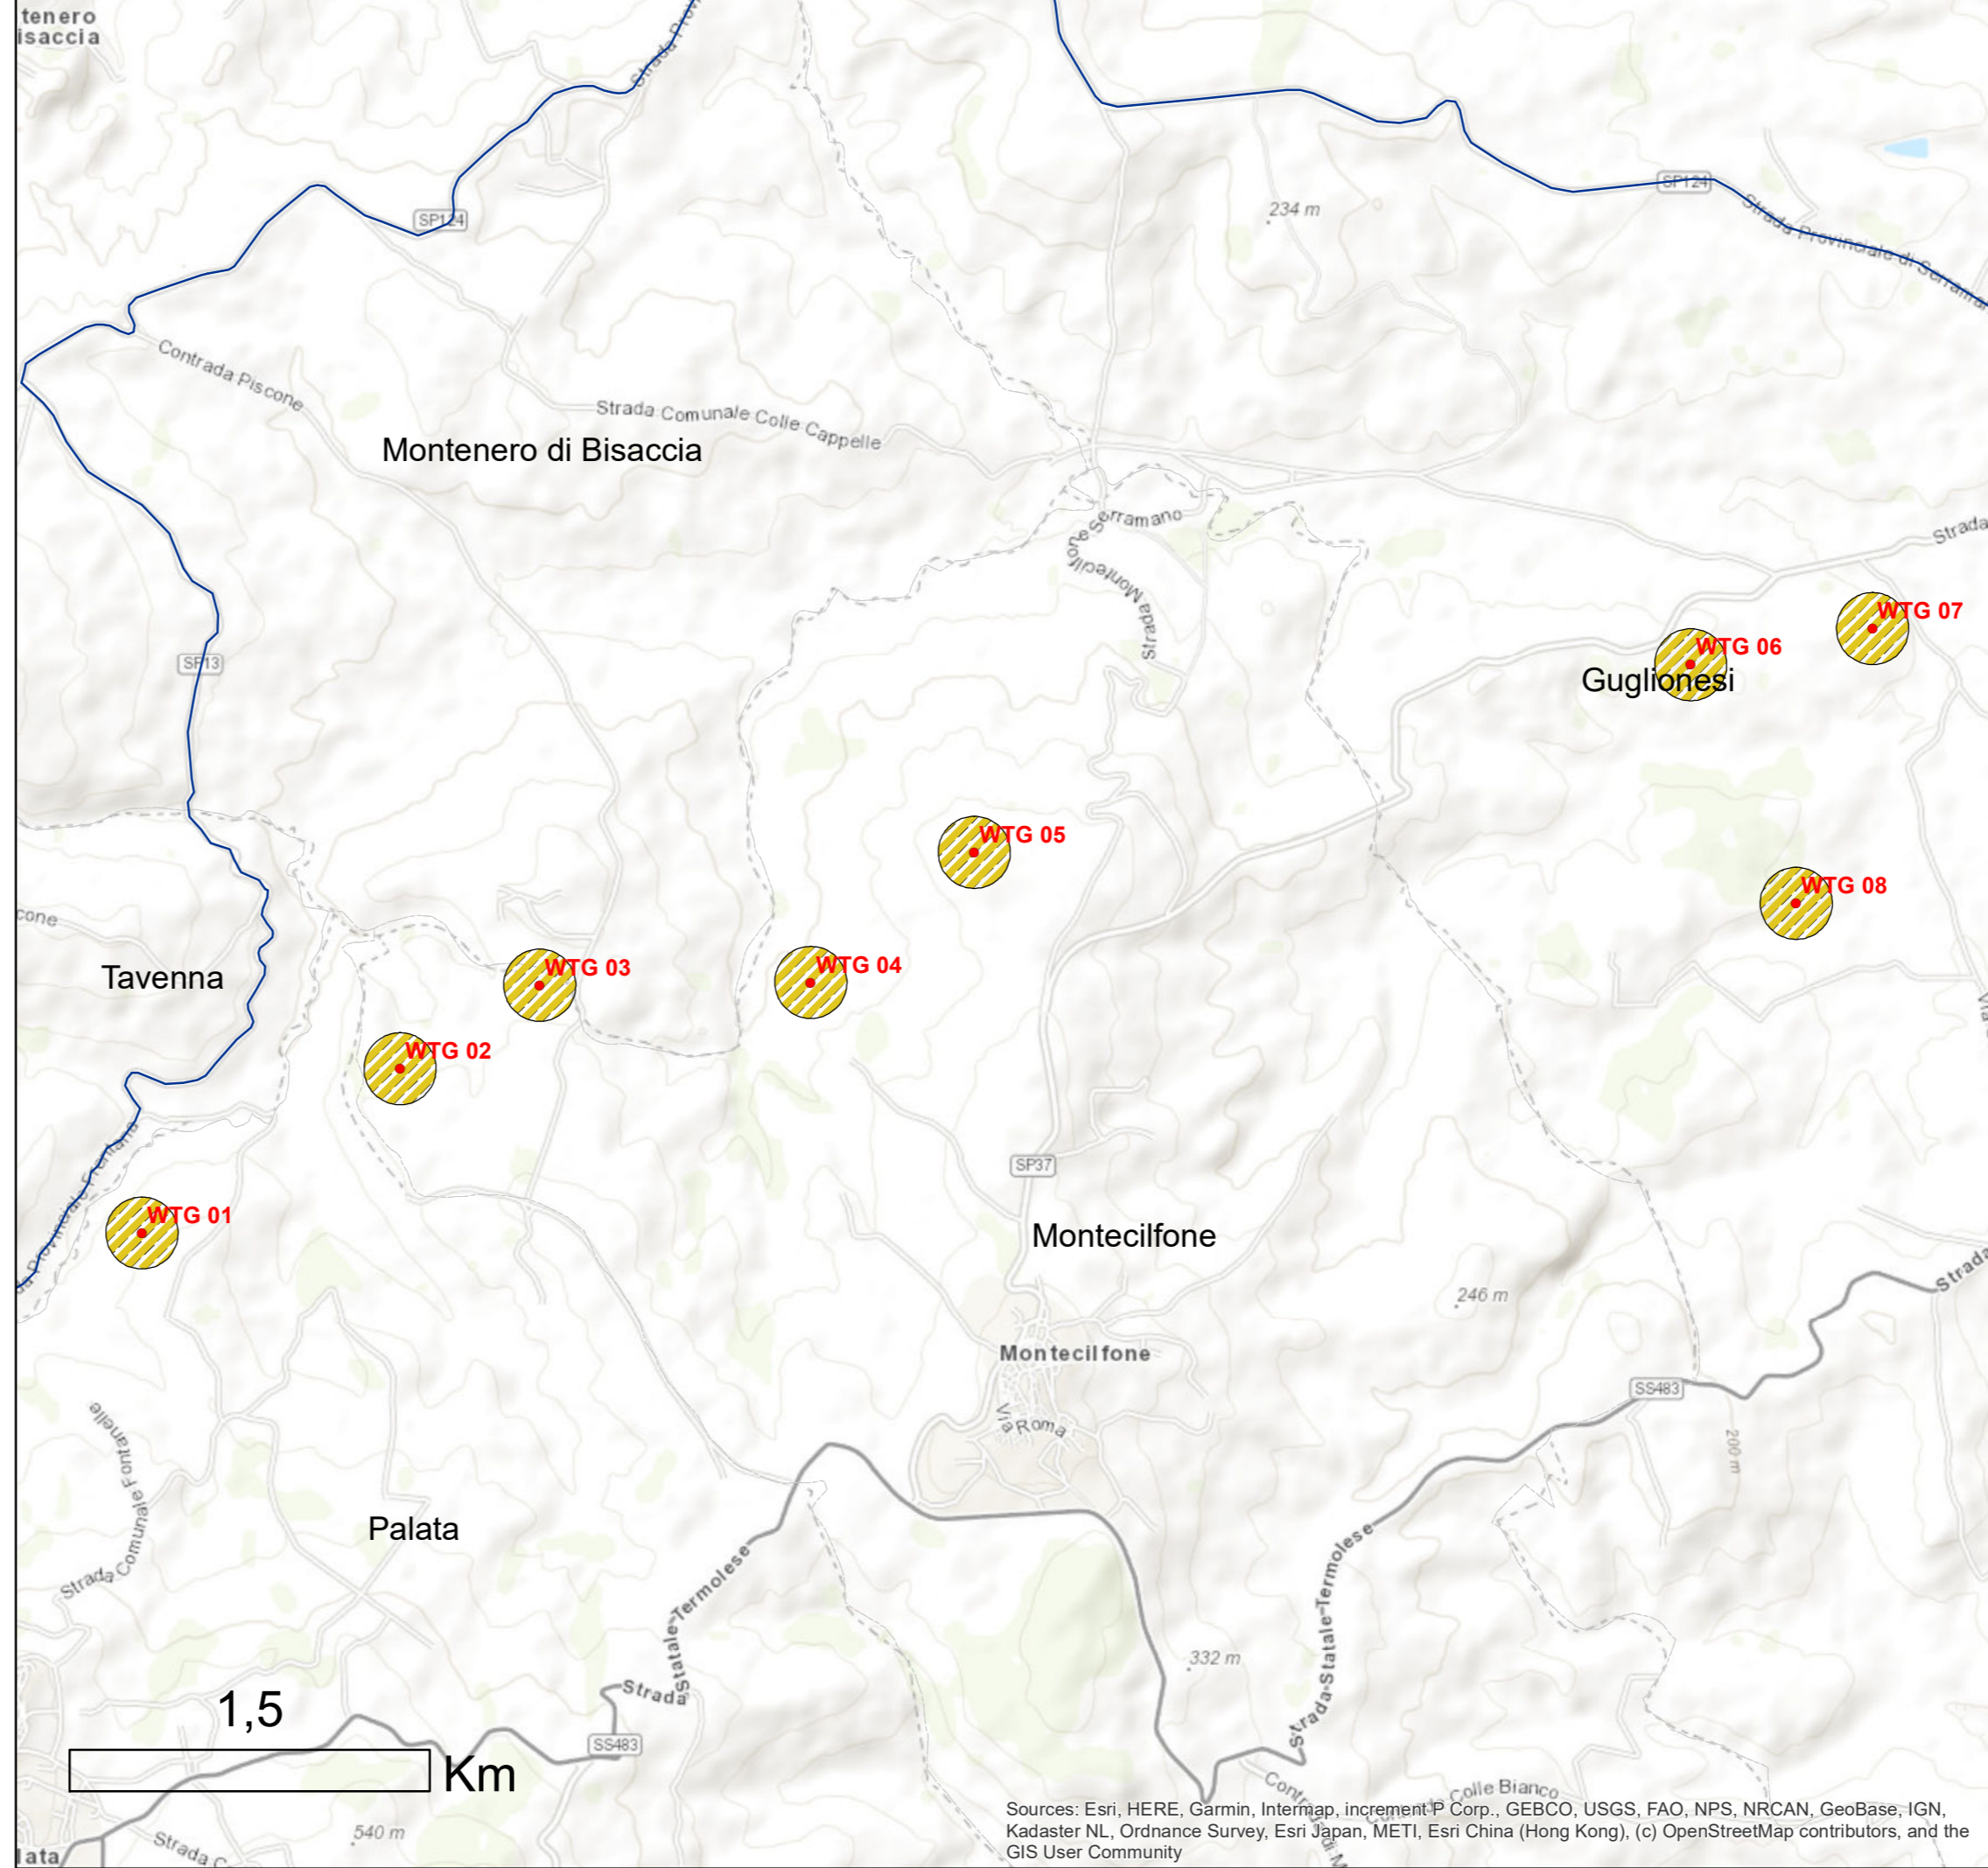 tenero
isaccia
Strada Prov
SP124
234 m
SP124
Strada Provinciale di Serrama
Contrada Piscone
Strada Comunale Colle Cappelle
Montenero di Bisaccia
Strada Montecilfone Serramano
Strada
WTG 07
WTG 06
Guglionesi
SP13
WTG 05
WTG 08
cone
Tavenna
WTG 03
WTG 04
WTG 02
SP37
WTG 01
Montecilfone
Strada
246 m
Montecilfone
SS483
Via Roma
200 m
Strada Comunale Fontanelle
Palata
Strada Statale Termolese
Strada Statale Termolese
332 m
1,5
Km
SS483
Colle Bianco
540 m
Strada C
lata
Sources: Esri, HERE, Garmin, Intermap, increment P Corp., GEBCO, USGS, FAO, NPS, NRCAN, GeoBase, IGN,
Kadaster NL, Ordnance Survey, Esri Japan, METI, Esri China (Hong Kong), (c) OpenStreetMap contributors, and the
GIS User Community